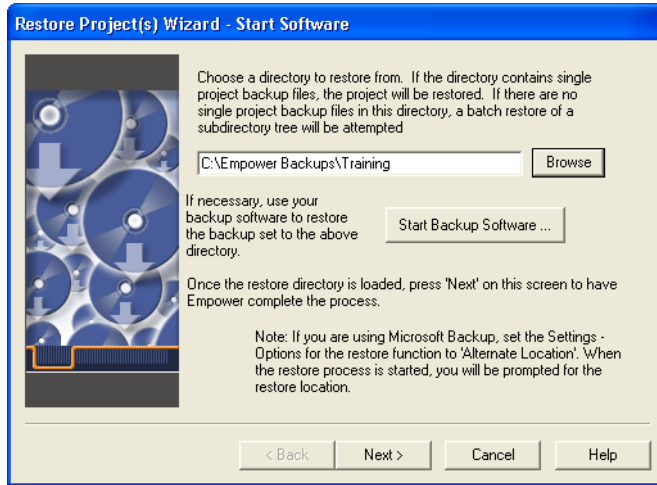 Restore Project(s) Wizard - Start Software
Choose a directory to restore from. If the directory contains single
project backup files, the project will be restored. If there are no
single project backup files in this directory, a batch restore of a
subdirectory tree will be attempted
C:\Empower Backups\Training
Browse
If necessary, use your
backup software to restore
the backup set to the above
directory.
Start Backup Software ...
Once the restore directory is loaded, press 'Next' on this screen to have
Empower complete the process.
Note: If you are using Microsoft Backup, set the Settings -
Options for the restore function to 'Alternate Location'. When
the restore process is started, you will be prompted for the
restore location.
< Back
Next >
Cancel
Help